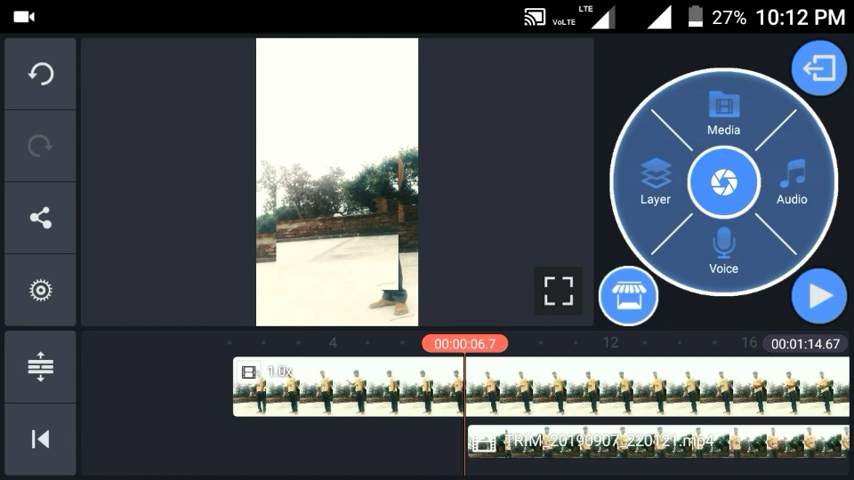 LTE
VoLTE
27% 10:12 PM
Media
Layer
Audio
Voice
4
00:00:06.7
12
16
00:01:14.67
1.0x
TRIM_20190907_220121.mp4